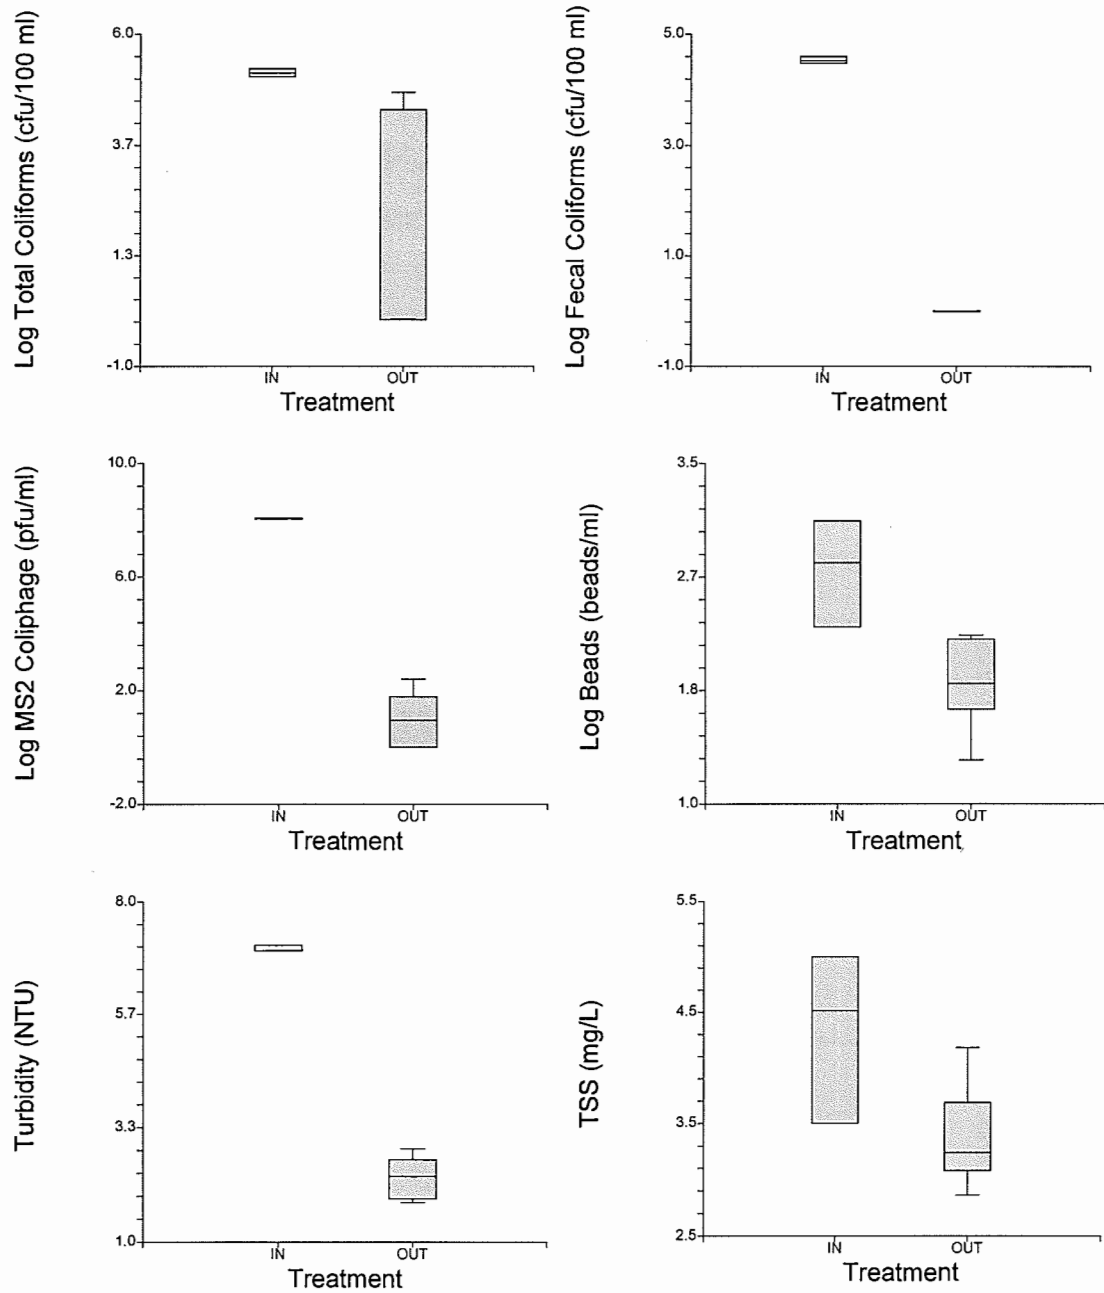 Log Total Coliforms (cfu/100 ml)
6.0
3.7
1.3
-1.0
IN
OUT
Treatment
Log Fecal Coliforms (cfu/100 ml)
5.0
3.0
1.0
-1.0
IN
OUT
Treatment
Log MS2 Coliphage (pfu/ml)
10.0
6.0
2.0
-2.0
IN
OUT
Treatment
Log Beads (beads/ml)
3.5
2.7
1.8
1.0
IN
OUT
Treatment
Turbidity (NTU)
8.0
5.7
3.3
1.0
IN
OUT
Treatment
TSS (mg/L)
5.5
4.5
3.5
2.5
IN
OUT
Treatment